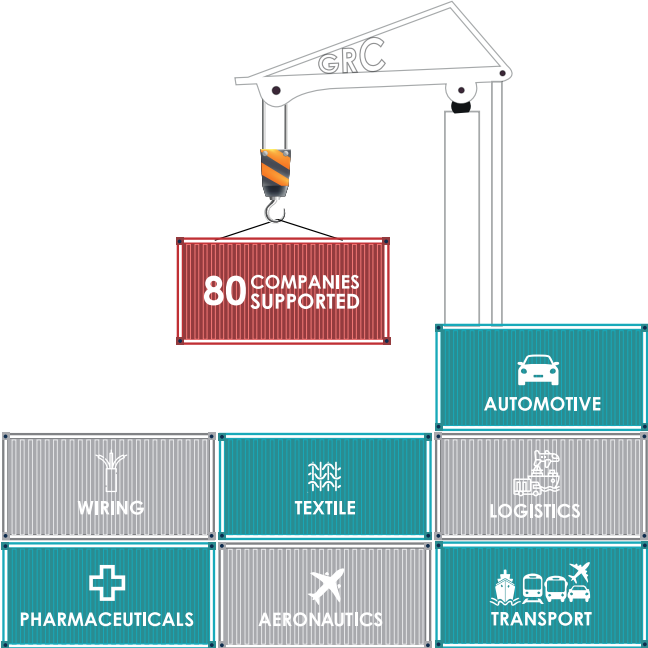 GRC
80 COMPANIES
SUPPORTED
AUTOMOTIVE
WIRING
TEXTILE
LOGISTICS
PHARMACEUTICALS
AERONAUTICS
TRANSPORT